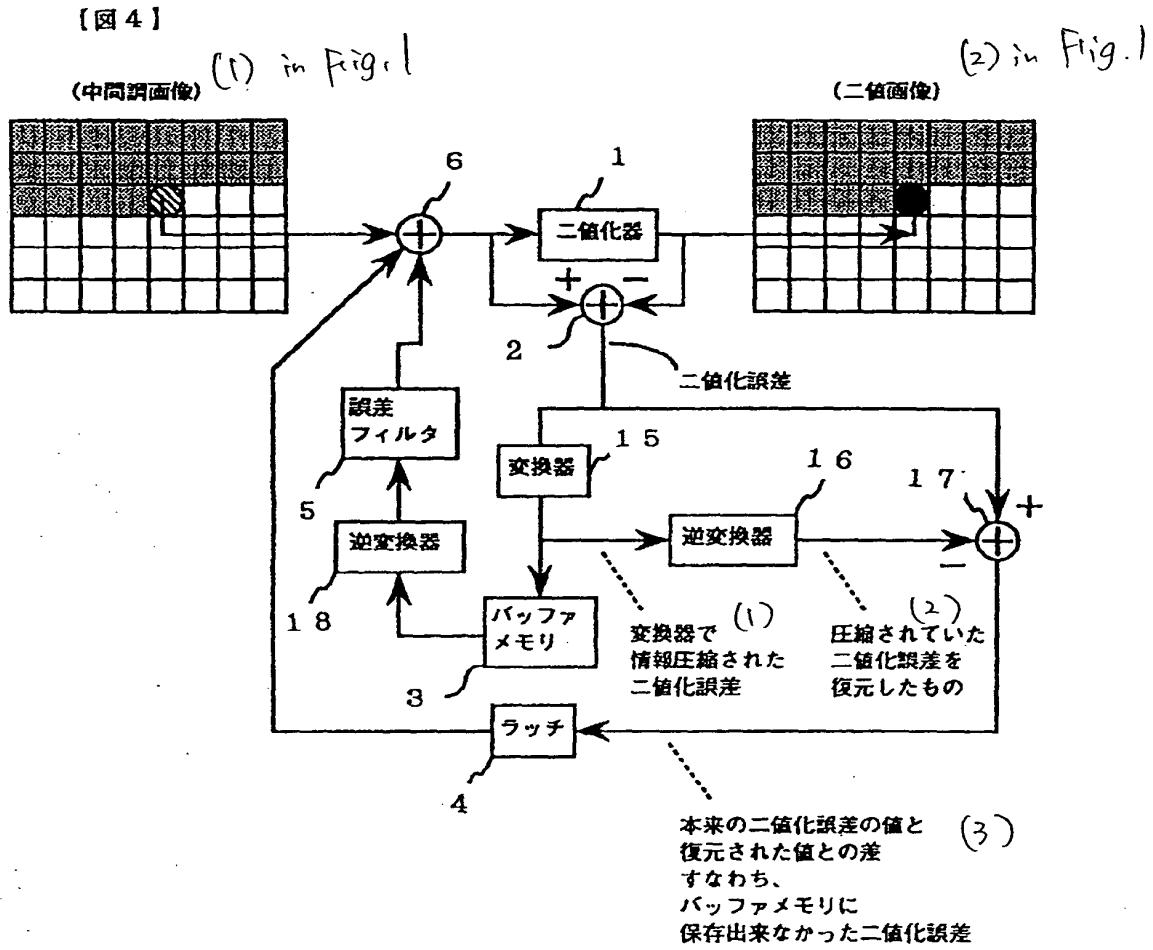 【図4】
(1) in Fig.1
(2) in Fig.1
(中間調画像)
(二値画像)
6
1
二値化器
+
−
2
二値化誤差
誤差
フィルタ
5
変換器
15
16
17
+
逆変換器
18
逆変換器
−
バッファ
メモリ
3
変換器で
情報圧縮された
二値化誤差
(1)
圧縮されていた
二値化誤差を
復元したもの
(2)
ラッチ
4
本来の二値化誤差の値と
復元された値との差
すなわち、
バッファメモリに
保存出来なかった二値化誤差
(3)